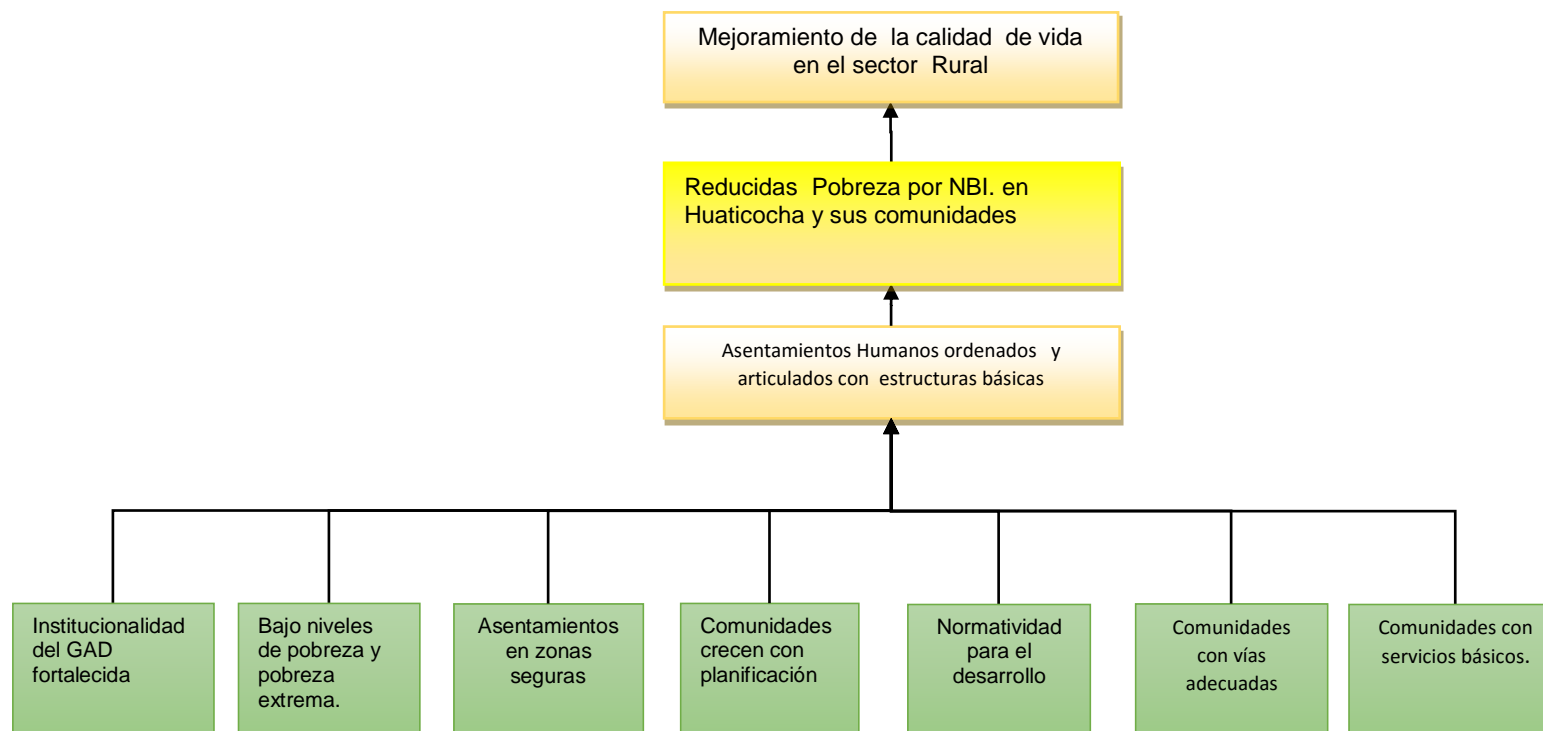 Mejoramiento de la calidad de vida
en el sector Rural
Reducidas Pobreza por NBI. en
Huaticocha y sus comunidades
Asentamientos Humanos ordenados y
articulados con estructuras básicas
Institucionalidad
del GAD
fortalecida
Bajo niveles
de pobreza y
pobreza
extrema.
Asentamientos
en zonas
seguras
Comunidades
crecen con
planificación
Normatividad
para el
desarrollo
Comunidades
con vías
adecuadas
Comunidades con
servicios básicos.